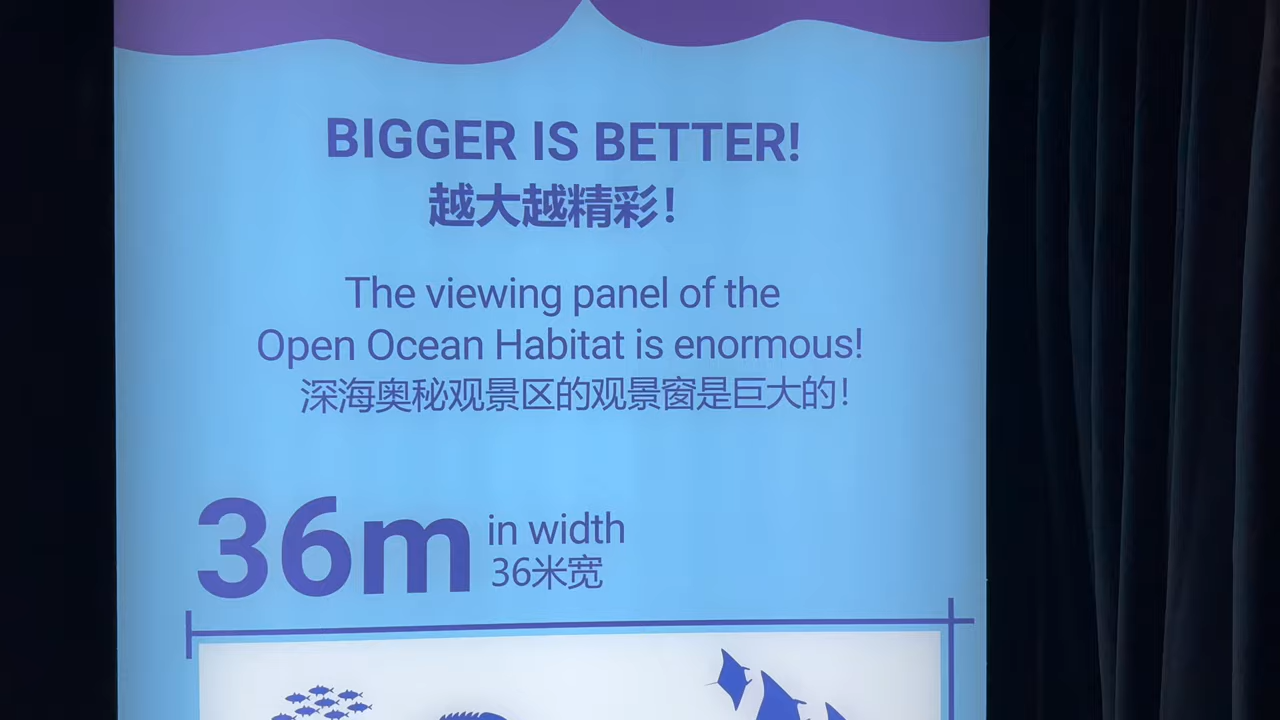 BIGGER IS BETTER!
越大越精彩！
The viewing panel of the
Open Ocean Habitat is enormous!
深海奥秘观景区的观景窗是巨大的！
36m in width
36米宽